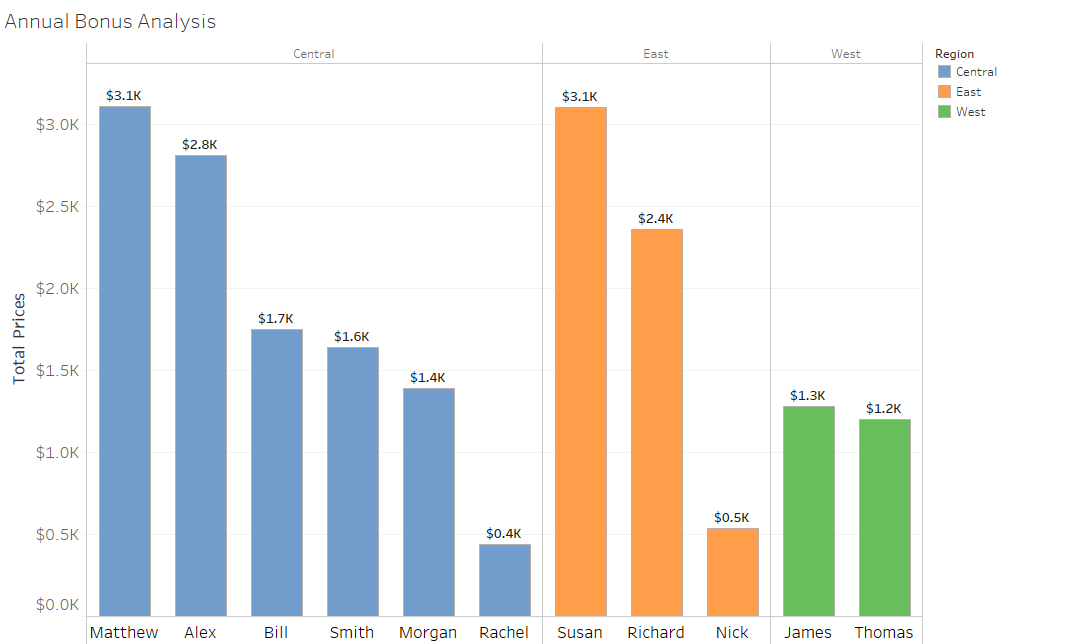 Annual Bonus Analysis
Central East West
Region
Central
East
West
Total Prices
$3.0K
$2.5K
$2.0K
$1.5K
$1.0K
$0.5K
$0.0K
$3.1K
$2.8K
$1.7K
$1.6K
$1.4K
$0.4K
$3.1K
$2.4K
$0.5K
$1.3K
$1.2K
Matthew Alex Bill Smith Morgan Rachel Susan Richard Nick James Thomas